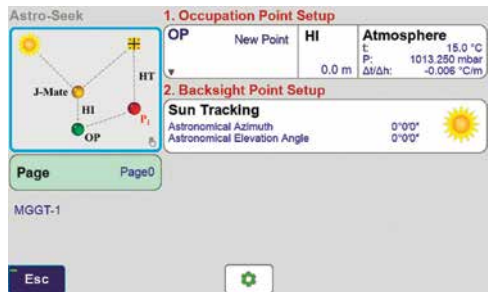 Astro-Seek
1. Occupation Point Setup
OP New Point
HI
0.0 m
Atmosphere
t: 15.0 °C
P: 1013.250 mbar
Δt/Δh: -0.006 °C/m
HT
J-Mate
HI
P₁
OP
2. Backsight Point Setup
Sun Tracking
Astronomical Azimuth 0°0'0"
Astronomical Elevation Angle 0°0'0"
Page Page0
MGGT-1
Esc